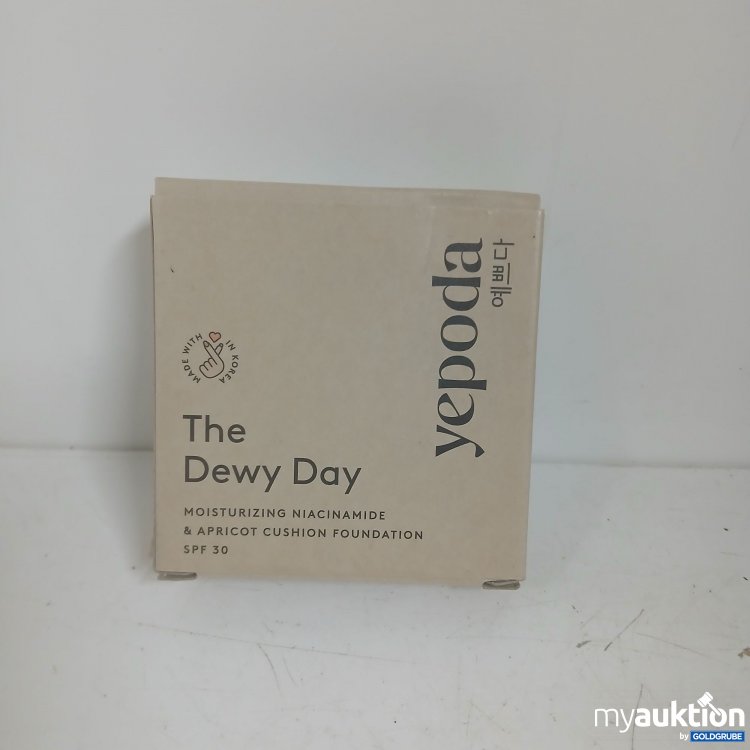 yepoda
예쁘다
MADE WITH
IN KOREA
The
Dewy Day
MOISTURIZING NIACINAMIDE
& APRICOT CUSHION FOUNDATION
SPF 30
myauktion
by GOLDGRUBE